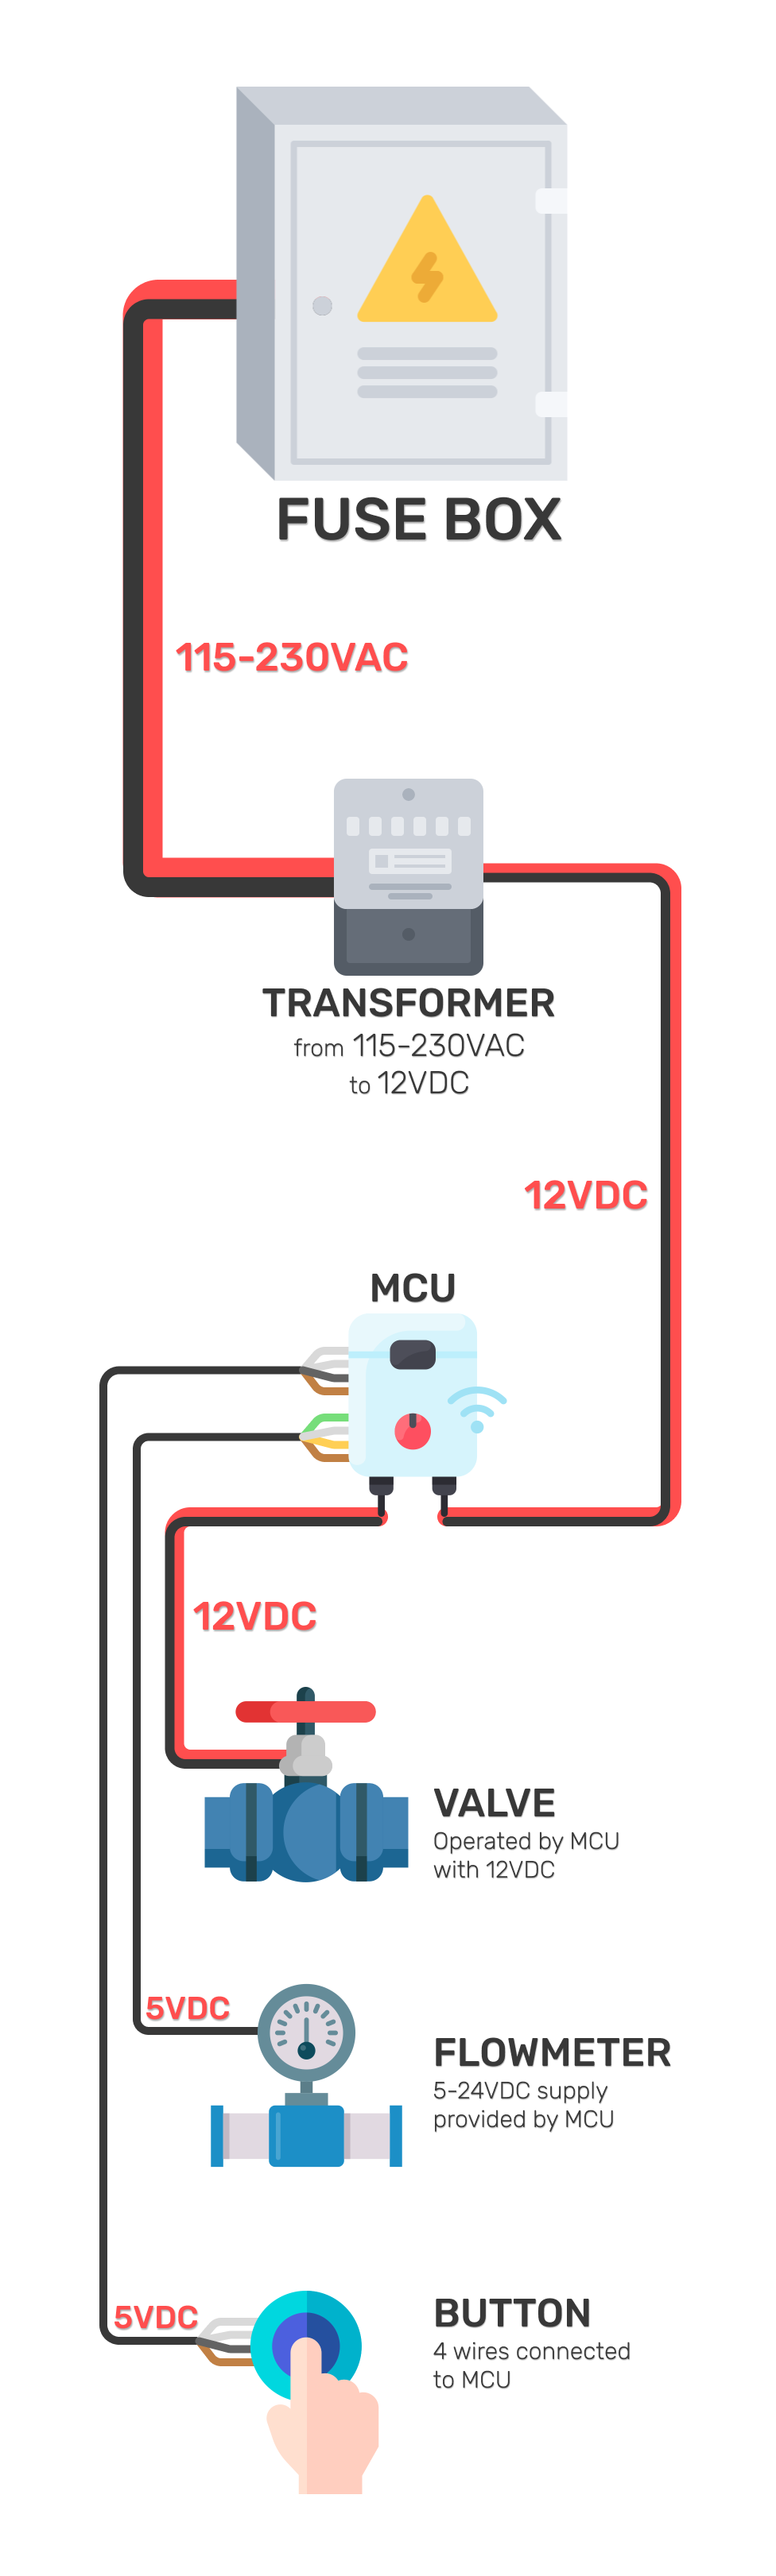 FUSE BOX
115-230VAC
TRANSFORMER
from 115-230VAC
to 12VDC
12VDC
MCU
12VDC
VALVE
Operated by MCU
with 12VDC
5VDC
FLOWMETER
5-24VDC supply
provided by MCU
5VDC
BUTTON
4 wires connected
to MCU